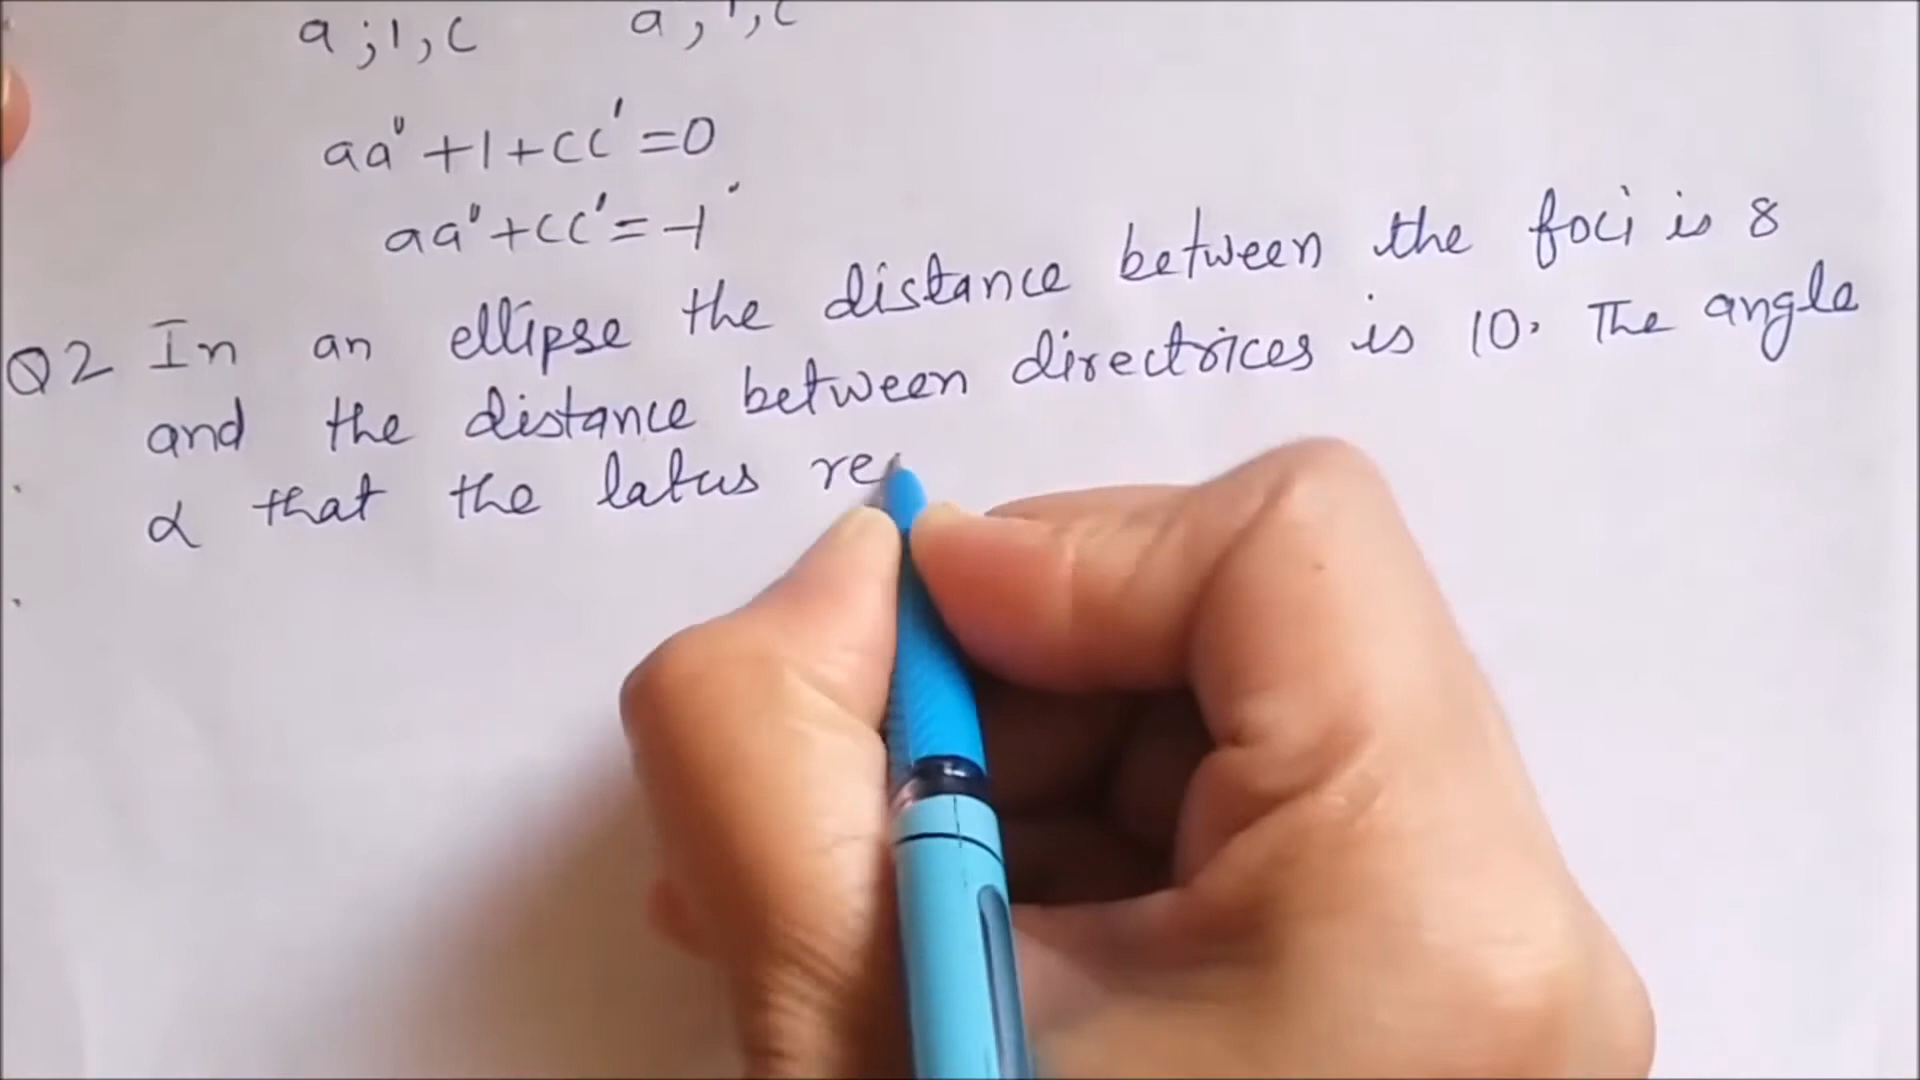 a ; 1 , c a , 1 , c
aa' + 1 + cc' = 0
aa' + cc' = -1
Q2 In an ellipse the distance between the foci is 8
and the distance between directrices is 10. The angle
α that the latus re